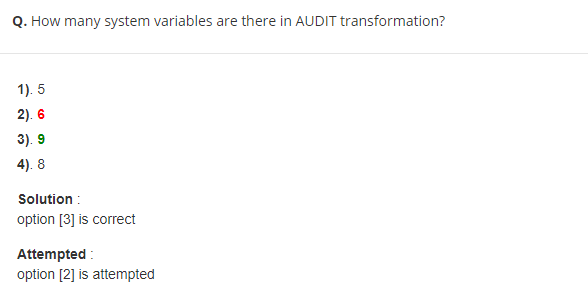 Q. How many system variables are there in AUDIT transformation?
1). 5
2). 6
3). 9
4). 8
Solution :
option [3] is correct
Attempted :
option [2] is attempted